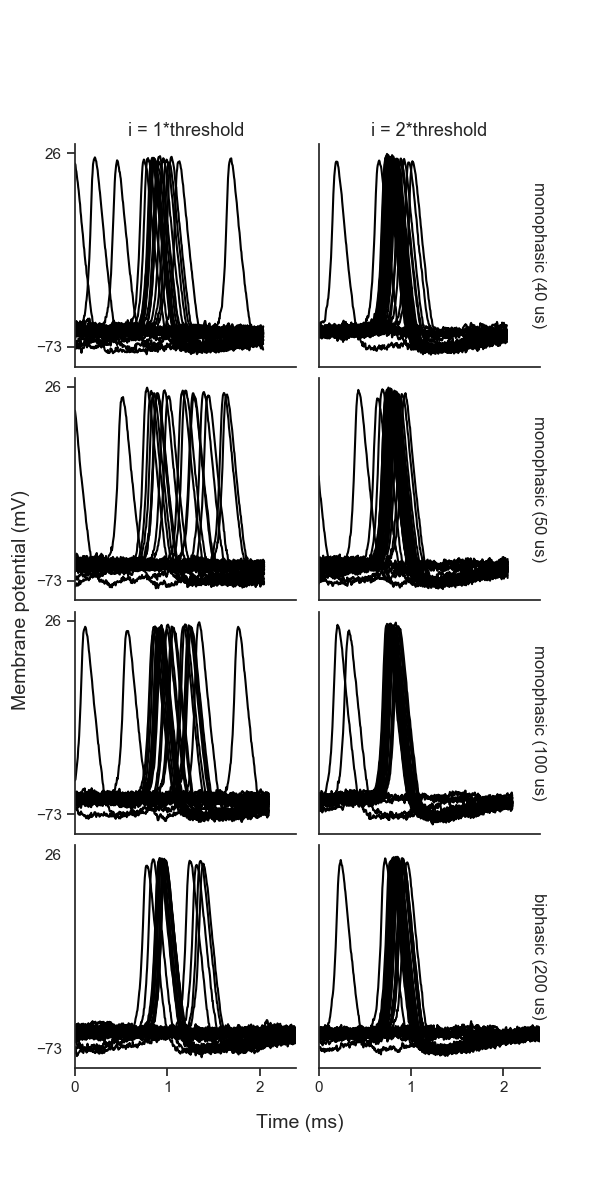 i = 1*threshold
i = 2*threshold
26
−73
monophasic (40 us)
26
−73
monophasic (50 us)
Membrane potential (mV)
26
−73
monophasic (100 us)
26
−73
biphasic (200 us)
0
1
2
0
1
2
Time (ms)